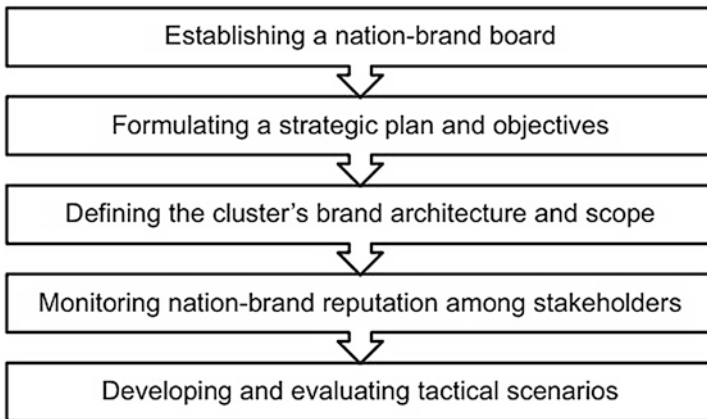 Establishing a nation-brand board
Formulating a strategic plan and objectives
Defining the cluster's brand architecture and scope
Monitoring nation-brand reputation among stakeholders
Developing and evaluating tactical scenarios